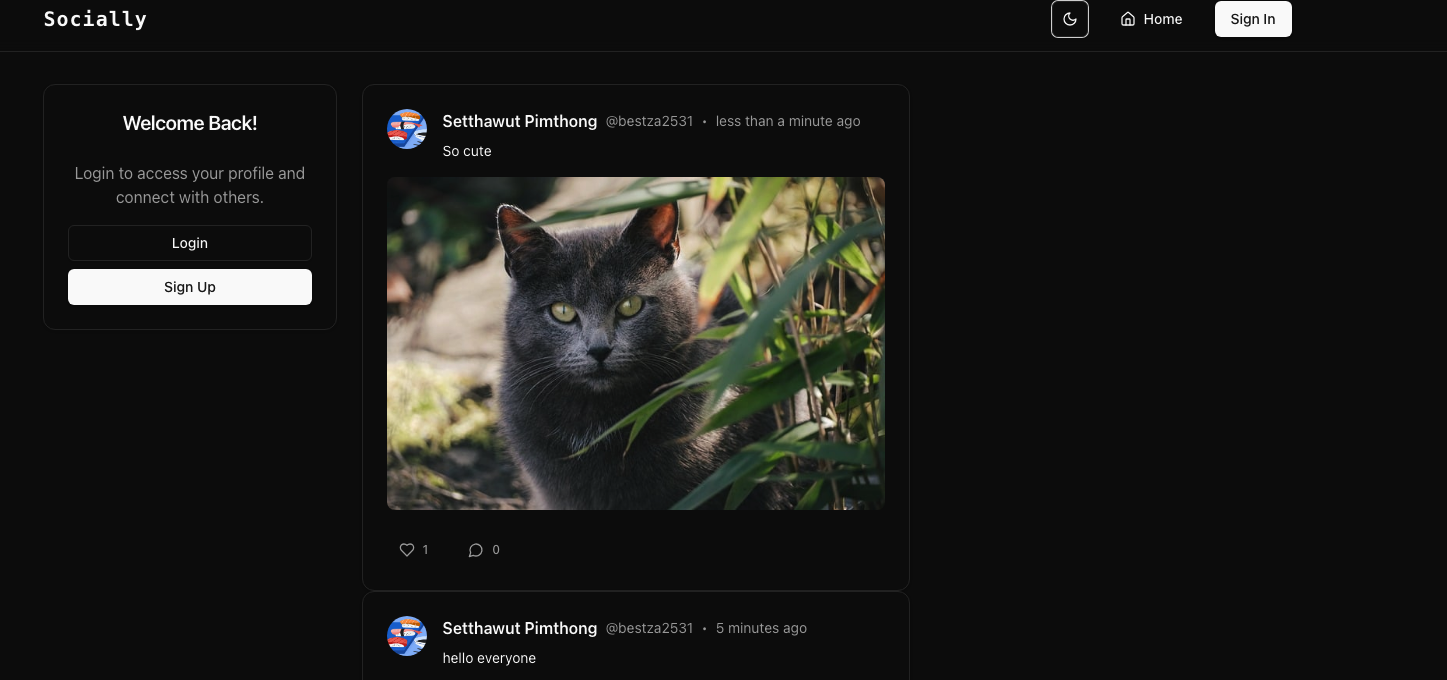 Socially
Home
Sign In
Welcome Back!
Login to access your profile and
connect with others.
Login
Sign Up
Setthawut Pimthong @bestza2531 • less than a minute ago
So cute
1
0
Setthawut Pimthong @bestza2531 • 5 minutes ago
hello everyone